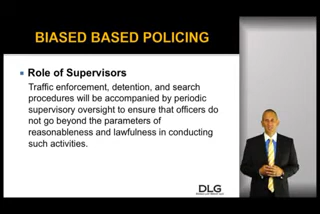 BIASED BASED POLICING
Role of Supervisors
Traffic enforcement, detention, and search
procedures will be accompanied by periodic
supervisory oversight to ensure that officers do
not go beyond the parameters of
reasonableness and lawfulness in conducting
such activities.
DLG